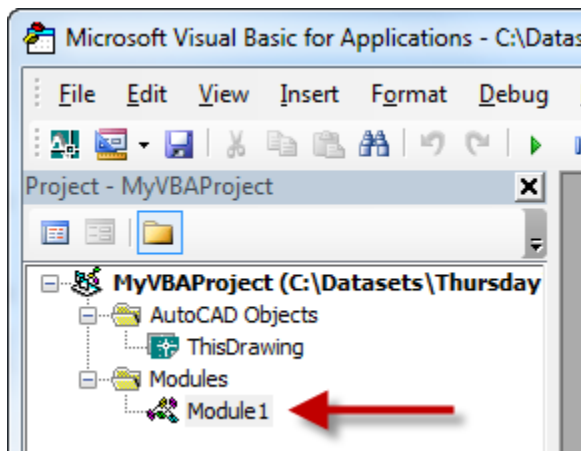 Microsoft Visual Basic for Applications - C:\Datas
File Edit View Insert Format Debug
Project - MyVBAProject
MyVBAProject (C:\Datasets\Thursday
AutoCAD Objects
ThisDrawing
Modules
Module1